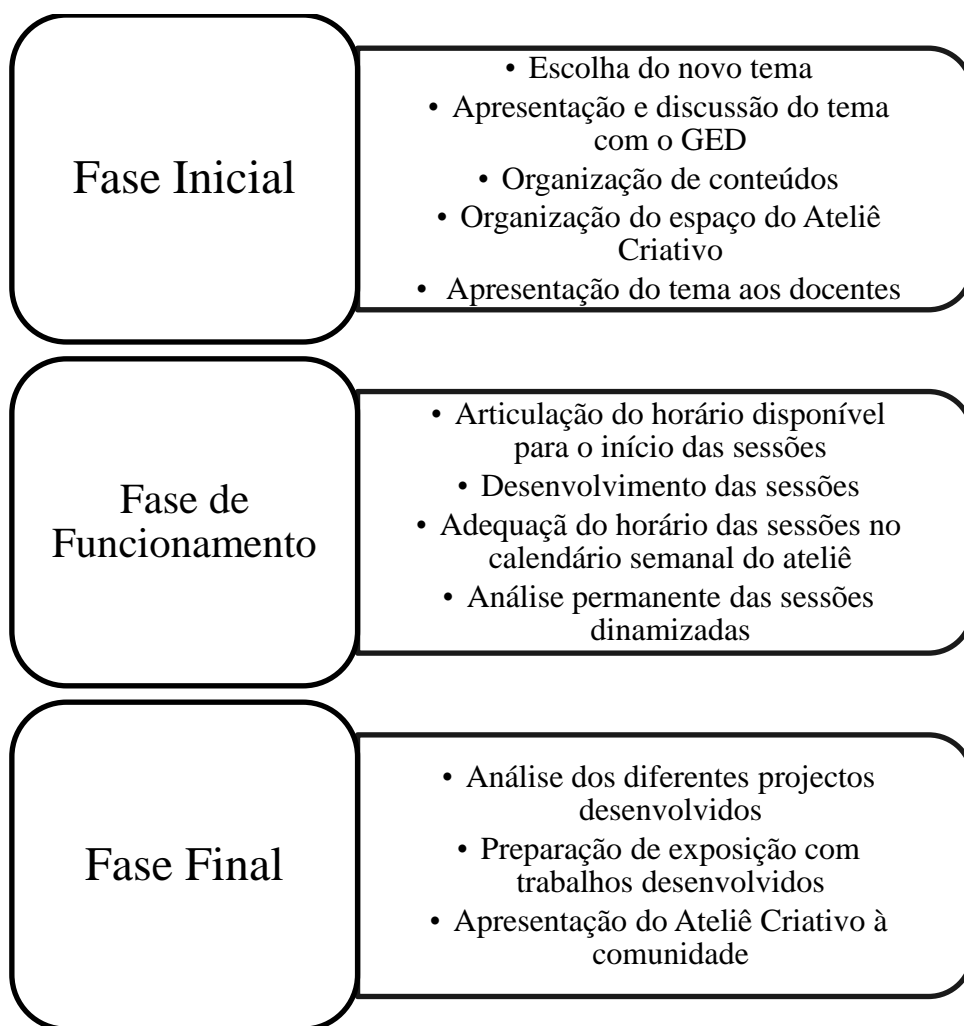 Fase Inicial
• Escolha do novo tema
• Apresentação e discussão do tema
com o GED
• Organização de conteúdos
• Organização do espaço do Ateliê
Criativo
• Apresentação do tema aos docentes
Fase de
Funcionamento
• Articulação do horário disponível
para o início das sessões
• Desenvolvimento das sessões
• Adequaçã do horário das sessões no
calendário semanal do ateliê
• Análise permanente das sessões
dinamizadas
Fase Final
• Análise dos diferentes projectos
desenvolvidos
• Preparação de exposição com
trabalhos desenvolvidos
• Apresentação do Ateliê Criativo à
comunidade